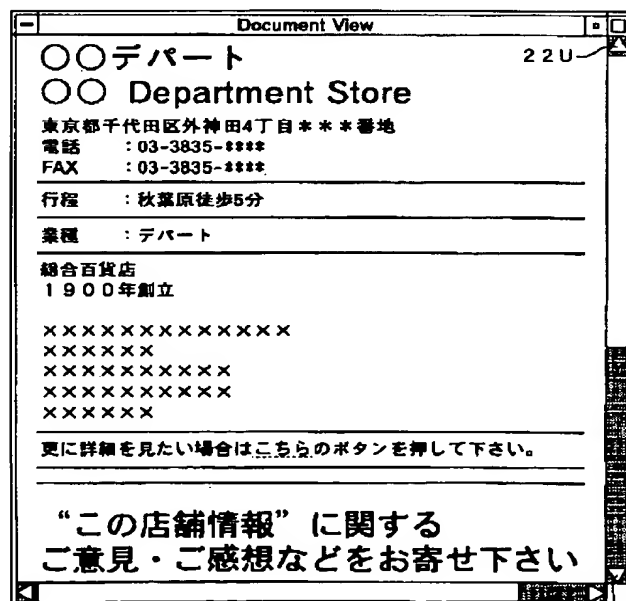 Document View
○○デパート
22U
○○ Department Store
東京都千代田区外神田4丁目＊＊＊番地
電話 : 03-3835-****
FAX : 03-3835-****
行程 : 秋葉原徒歩5分
業種 : デパート
総合百貨店
1900年創立
×××××××××××××
××××××
××××××××××
××××××××××
××××××
更に詳細を見たい場合はこちらのボタンを押して下さい。
“この店舗情報”に関する
ご意見・ご感想などをお寄せ下さい